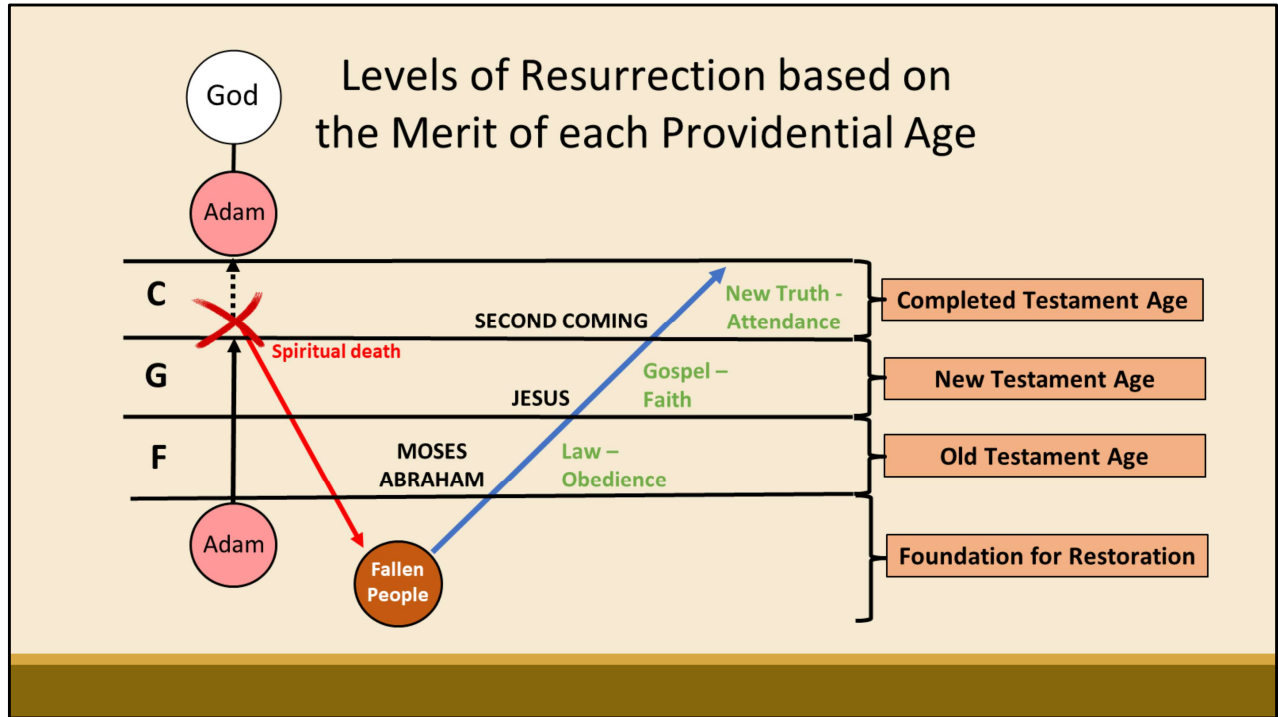 God
Levels of Resurrection based on
the Merit of each Providential Age
Adam
C
New Truth -
Attendance
Completed Testament Age
SECOND COMING
Spiritual death
G
Gospel –
Faith
New Testament Age
JESUS
F
MOSES
ABRAHAM
Law –
Obedience
Old Testament Age
Adam
Fallen
People
Foundation for Restoration